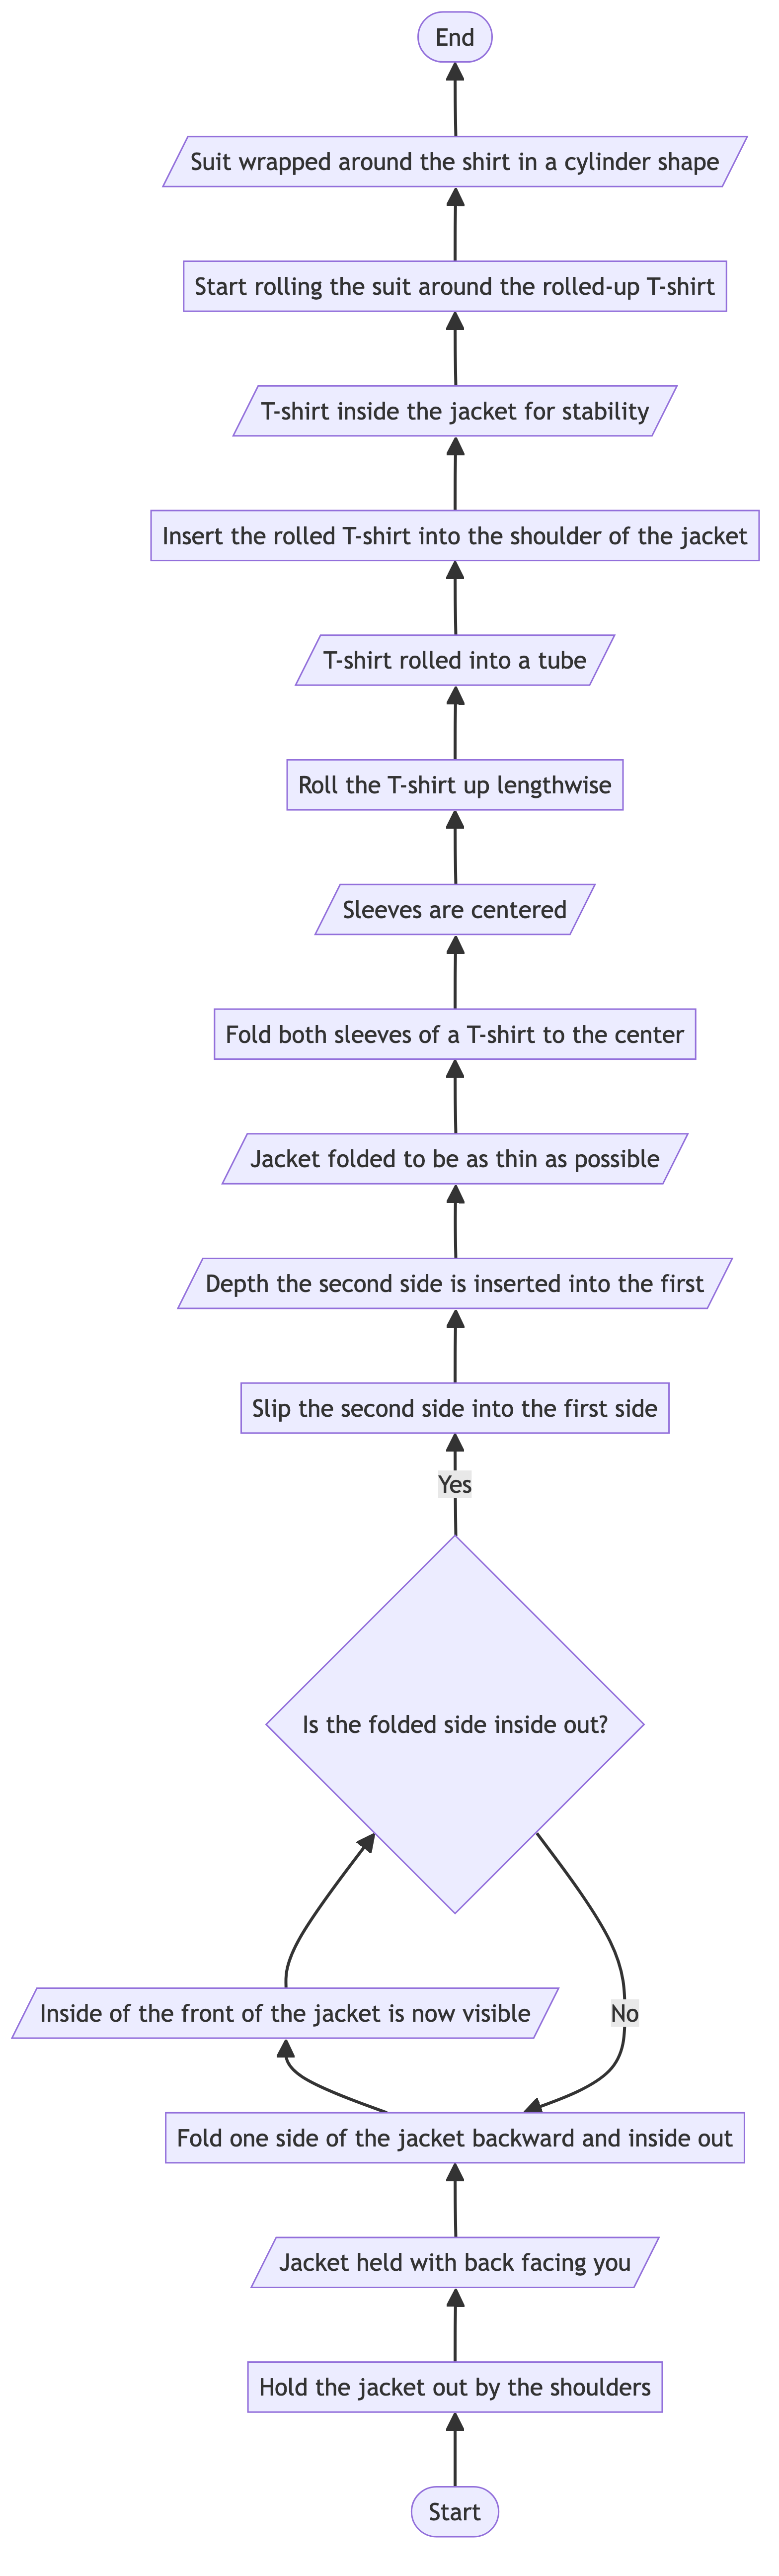 End
Suit wrapped around the shirt in a cylinder shape
Start rolling the suit around the rolled-up T-shirt
T-shirt inside the jacket for stability
Insert the rolled T-shirt into the shoulder of the jacket
T-shirt rolled into a tube
Roll the T-shirt up lengthwise
Sleeves are centered
Fold both sleeves of a T-shirt to the center
Jacket folded to be as thin as possible
Depth the second side is inserted into the first
Slip the second side into the first side
Yes
Is the folded side inside out?
Inside of the front of the jacket is now visible
No
Fold one side of the jacket backward and inside out
Jacket held with back facing you
Hold the jacket out by the shoulders
Start